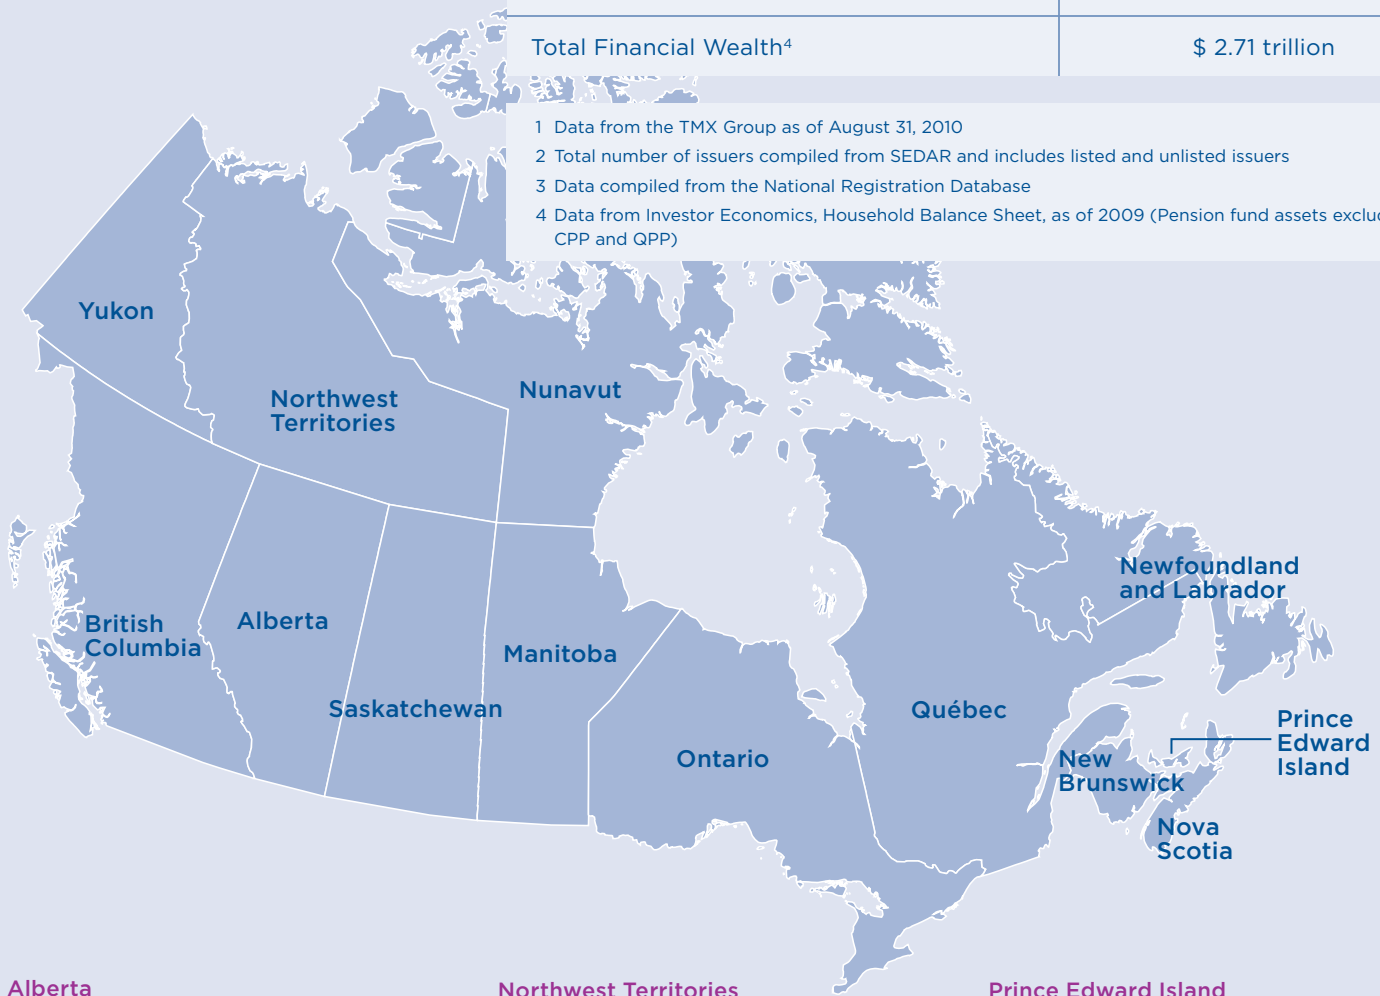 Total Financial Wealth⁴ $ 2.71 trillion
1 Data from the TMX Group as of August 31, 2010
2 Total number of issuers compiled from SEDAR and includes listed and unlisted issuers
3 Data compiled from the National Registration Database
4 Data from Investor Economics, Household Balance Sheet, as of 2009 (Pension fund assets
CPP and QPP)
Yukon
Northwest
Territories
Nunavut
British
Columbia
Alberta
Saskatchewan
Manitoba
Ontario
Québec
Newfoundland
and Labrador
New
Brunswick
Prince
Edward
Island
Nova
Scotia
Alberta
Northwest Territories
Prince Edward Island